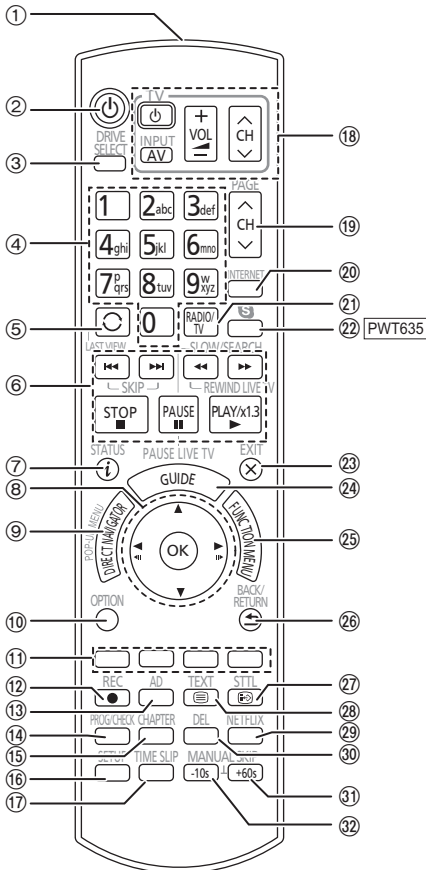 ①
②
TV
DRIVE
SELECT
INPUT
AV
+
VOL
−
CH
⑱
③
④
1 2abc 3def
4ghi 5jkl 6mno
7pqrs 8tuv 9wxyz
0
PAGE
CH
⑲
INTERNET
⑳
RADIO/
TV
㉑
S
㉒ PWT635
⑤
LAST VIEW
SLOW/SEARCH
⑥
SKIP
REWIND LIVE TV
STOP
PAUSE
PLAY/x1.3
STATUS
PAUSE LIVE TV
EXIT
⑦
i
㉓
⑧
GUIDE
㉔
⑨
POP-UP MENU
DIRECT NAVIGATOR
OK
FUNCTION MENU
㉕
OPTION
BACK/
RETURN
⑩
㉖
⑪
REC AD TEXT STTL
⑫
㉗
⑬
㉘
PROG/CHECK CHAPTER DEL NETFLIX
⑭
㉙
⑮
㉚
SETUP TIME SLIP MANUAL SKIP
-10s +60s
⑯
㉛
⑰
㉜